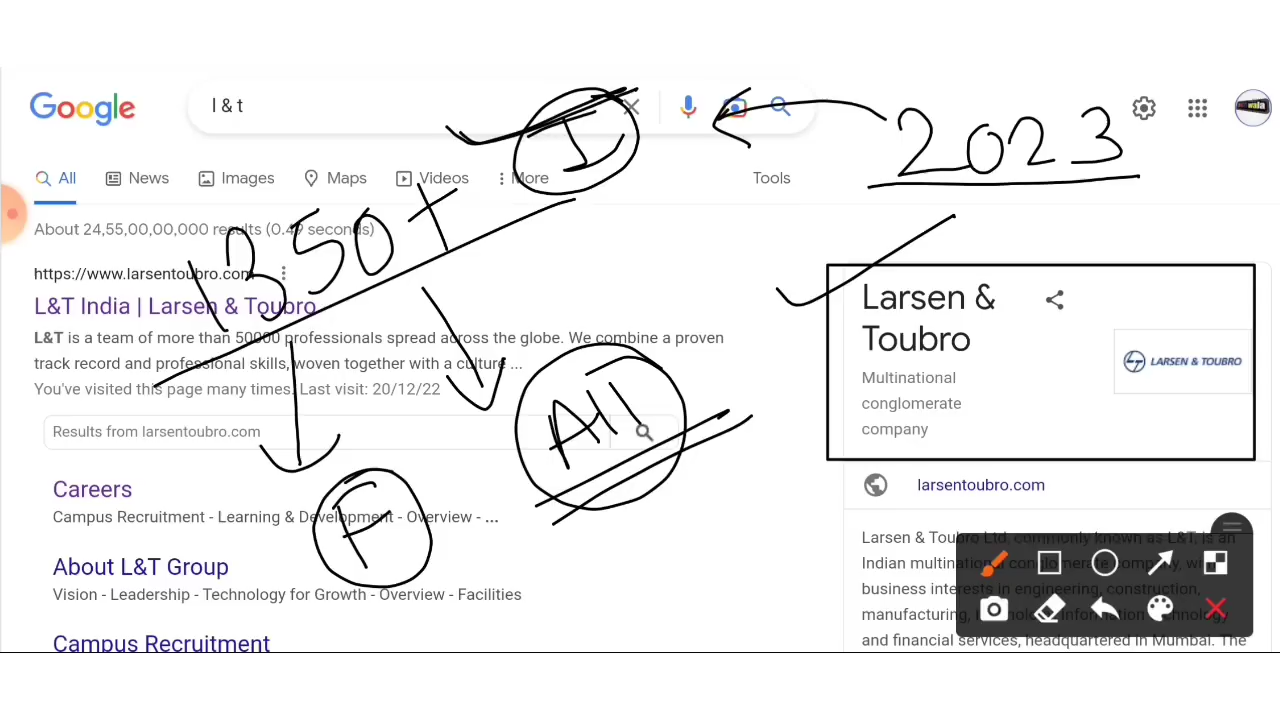 Google
l & t
I
2023
All
News
Images
Maps
Videos
More
Tools
About 24,55,00,00,000 results (0.49 seconds)
1350+
https://www.larsentoubro.com
L&T India | Larsen & Toubro
L&T is a team of more than 50000 professionals spread across the globe. We combine a proven
track record and professional skills, woven together with a culture ...
You've visited this page many times. Last visit: 20/12/22
Results from larsentoubro.com
All
F
Careers
Campus Recruitment - Learning & Development - Overview - ...
About L&T Group
Vision - Leadership - Technology for Growth - Overview - Facilities
Campus Recruitment
Larsen &
Toubro
Multinational
conglomerate
company
LARSEN & TOUBRO
larsentoubro.com
Larsen & Toubro Ltd, commonly known as L&T, is an
Indian multinational conglomerate company, with
business interests in engineering, construction,
manufacturing, information technology
and financial services, headquartered in Mumbai. The